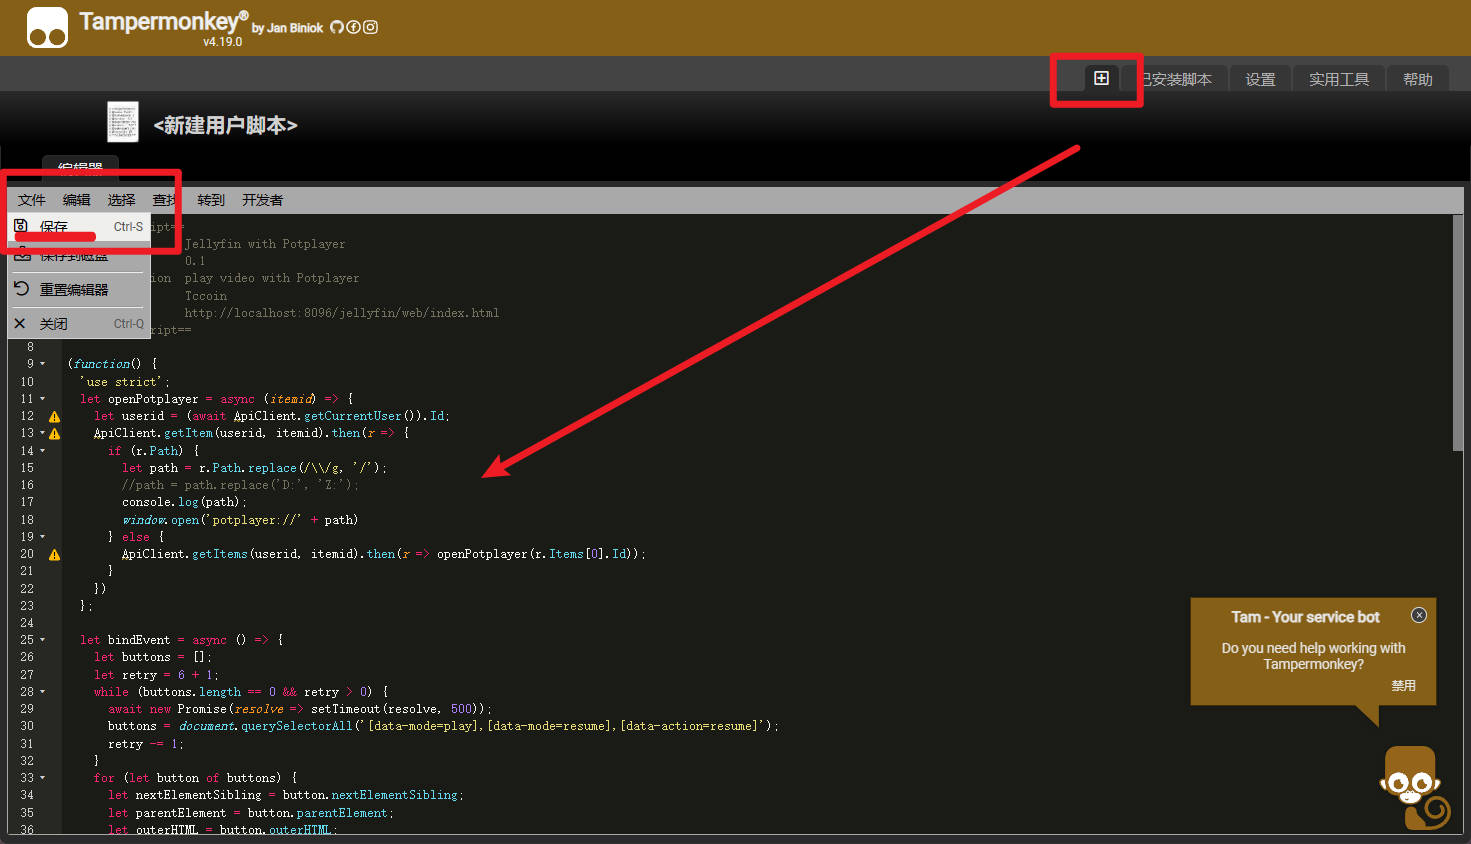 Tampermonkey® by Jan Biniok
v4.19.0
已安装脚本 设置 实用工具 帮助
<新建用户脚本>
编辑器
文件 编辑 选择 查找 转到 开发者
保存 Ctrl-S ipt==
Jellyfin with Potplayer
保存到磁盘 0.1
ion play video with Potplayer
重置编辑器 Tccoin
http://localhost:8096/jellyfin/web/index.html
关闭 Ctrl-Q ript==
8
9 (function() {
10 'use strict';
11 let openPotplayer = async (itemid) => {
12 let userid = (await ApiClient.getCurrentUser()).Id;
13 ApiClient.getItem(userid, itemid).then(r => {
14 if (r.Path) {
15 let path = r.Path.replace(/\\/g, '/');
16 //path = path.replace('D:', 'Z:');
17 console.log(path);
18 window.open('potplayer://' + path)
19 } else {
20 ApiClient.getItems(userid, itemid).then(r => openPotplayer(r.Items[0].Id));
21 }
22 })
23 };
24
25 let bindEvent = async () => {
26 let buttons = [];
27 let retry = 6 + 1;
28 while (buttons.length == 0 && retry > 0) {
29 await new Promise(resolve => setTimeout(resolve, 500));
30 buttons = document.querySelectorAll('[data-mode=play],[data-mode=resume],[data-action=resume]');
31 retry -= 1;
32 }
33 for (let button of buttons) {
34 let nextElementSibling = button.nextElementSibling;
35 let parentElement = button.parentElement;
36 let outerHTML = button.outerHTML;
Tam - Your service bot
Do you need help working with
Tampermonkey?
禁用